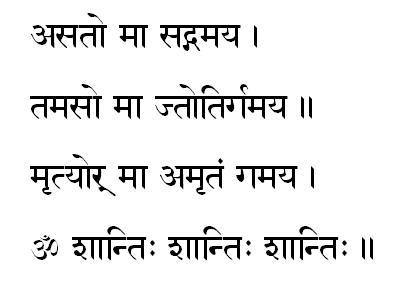 असतो मा सद्गमय ।
तमसो मा ज्तोतिर्गमय ॥
मृत्योर् मा अमृतं गमय ।
ॐ शान्तिः शान्तिः शान्तिः ॥